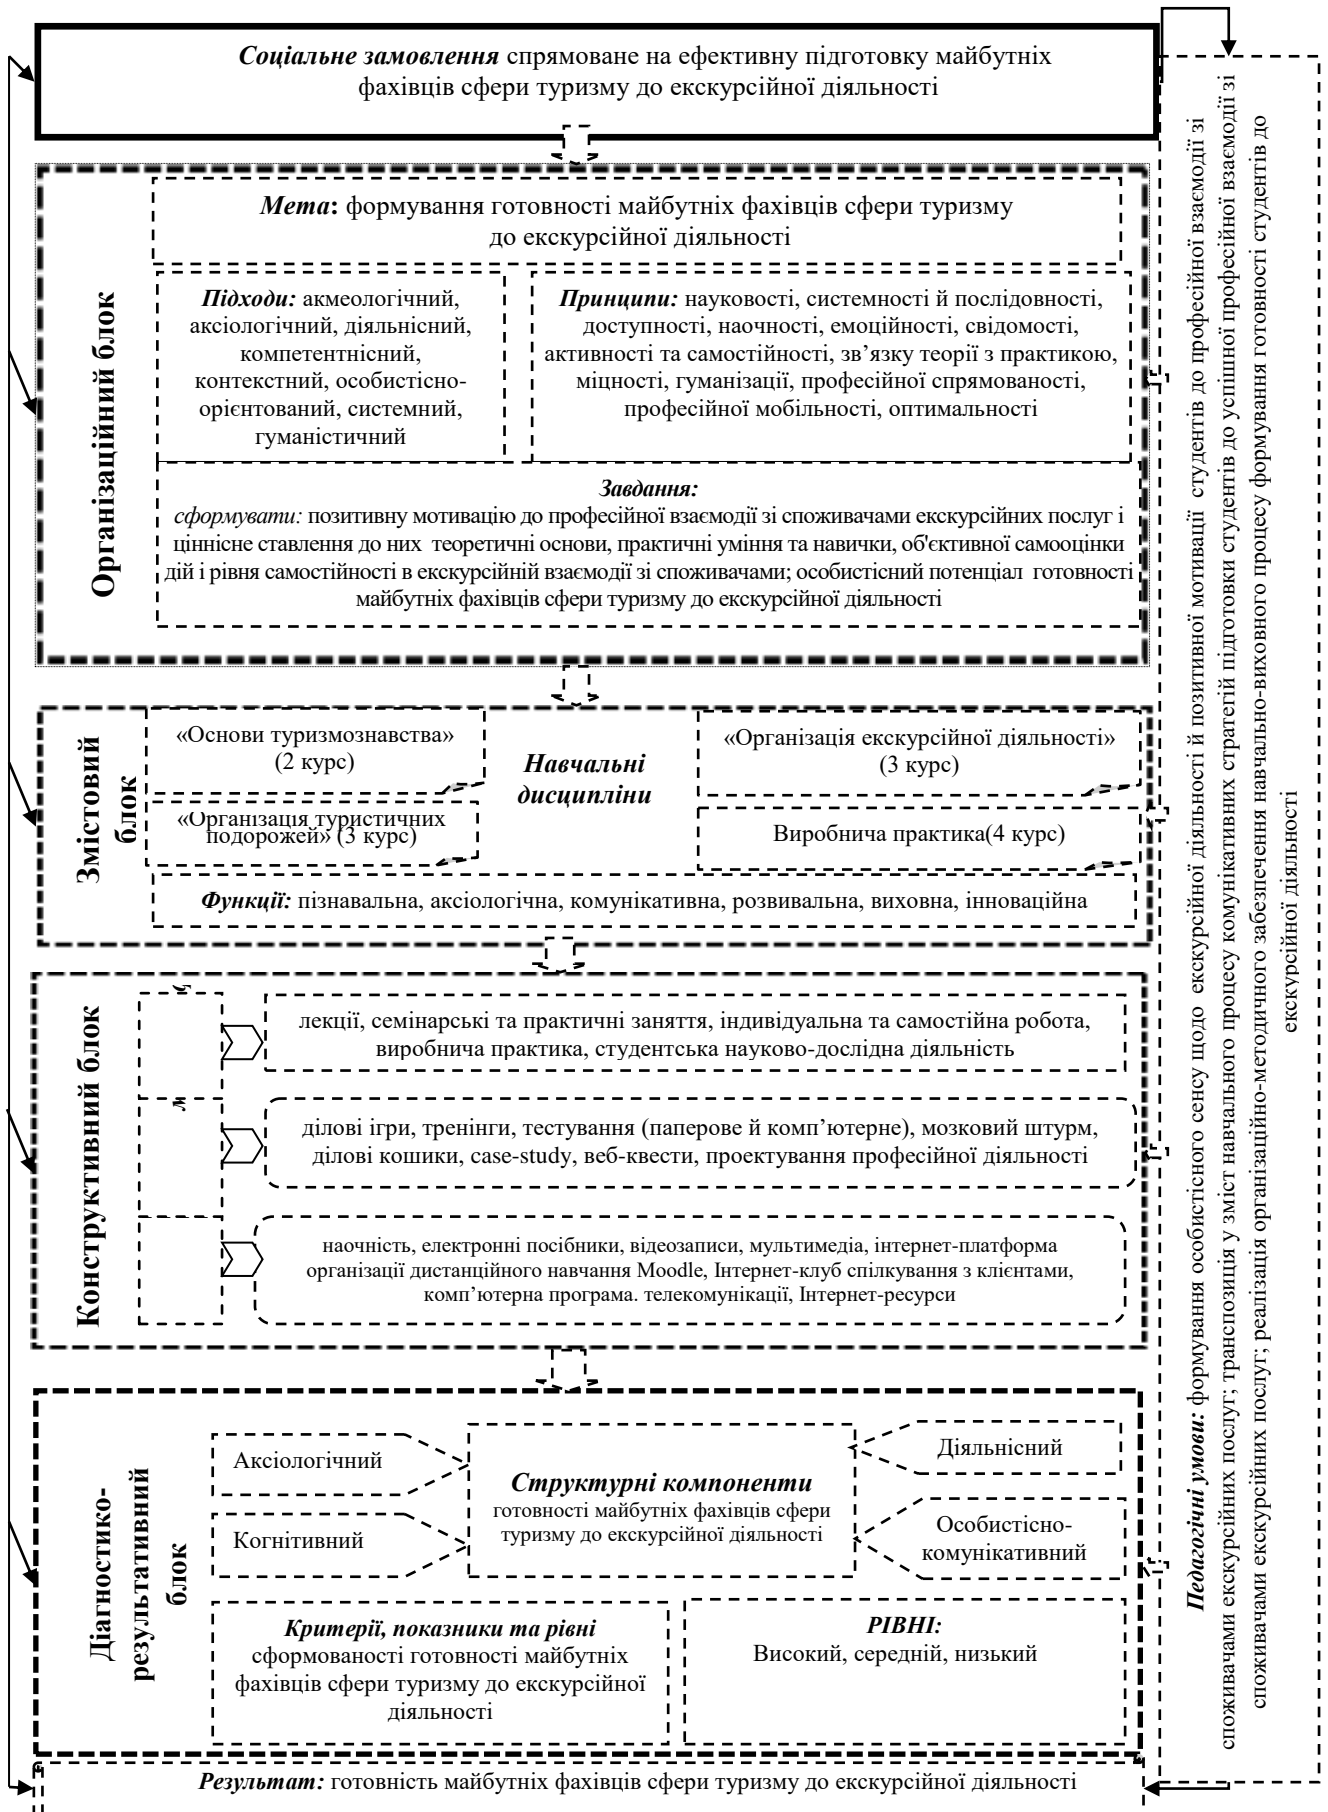 Соціальне замовлення спрямоване на ефективну підготовку майбутніх
фахівців сфери туризму до екскурсійної діяльності
Організаційний блок
Мета: формування готовності майбутніх фахівців сфери туризму
до екскурсійної діяльності
Підходи: акмеологічний,
аксіологічний, діяльнісний,
компетентнісний,
контекстний, особистісно-
орієнтований, системний,
гуманістичний
Принципи: науковості, системності й послідовності,
доступності, наочності, емоційності, свідомості,
активності та самостійності, зв’язку теорії з практикою,
міцності, гуманізації, професійної спрямованості,
професійної мобільності, оптимальності
Завдання:
сформувати: позитивну мотивацію до професійної взаємодії зі споживачами екскурсійних послуг і
ціннісне ставлення до них теоретичні основи, практичні уміння та навички, об'єктивної самооцінки
дій і рівня самостійності в екскурсійній взаємодії зі споживачами; особистісний потенціал готовності
майбутніх фахівців сфери туризму до екскурсійної діяльності
Змістовий
блок
«Основи туризмознавства»
(2 курс)
Навчальні
дисципліни
«Організація екскурсійної діяльності»
(3 курс)
«Організація туристичних
подорожей» (3 курс)
Виробнича практика(4 курс)
Функції: пізнавальна, аксіологічна, комунікативна, розвивальна, виховна, інноваційна
Конструктивний блок
лекції, семінарські та практичні заняття, індивідуальна та самостійна робота,
виробнича практика, студентська науково-дослідна діяльність
ділові ігри, тренінги, тестування (паперове й комп’ютерне), мозковий штурм,
ділові кошики, case-study, веб-квести, проектування професійної діяльності
наочність, електронні посібники, відеозаписи, мультимедіа, інтернет-платформа
організації дистанційного навчання Moodle, Інтернет-клуб спілкування з клієнтами,
комп’ютерна програма. телекомунікації, Інтернет-ресурси
Діагностико-
результативний
блок
Аксіологічний
Когнітивний
Структурні компоненти
готовності майбутніх фахівців сфери
туризму до екскурсійної діяльності
Діяльнісний
Особистісно-
комунікативний
Критерії, показники та рівні
сформованості готовності майбутніх
фахівців сфери туризму до екскурсійної
діяльності
РІВНІ:
Високий, середній, низький
Результат: готовність майбутніх фахівців сфери туризму до екскурсійної діяльності
Педагогічні умови: формування особистісного сенсу щодо екскурсійної діяльності й позитивної мотивації студентів до професійної взаємодії зі
споживачами екскурсійних послуг; транспозиція у зміст навчального процесу комунікативних стратегій підготовки студентів до успішної професійної взаємодії зі
споживачами екскурсійних послуг; реалізація організаційно-методичного забезпечення навчально-виховного процесу формування готовності студентів до
екскурсійної діяльності